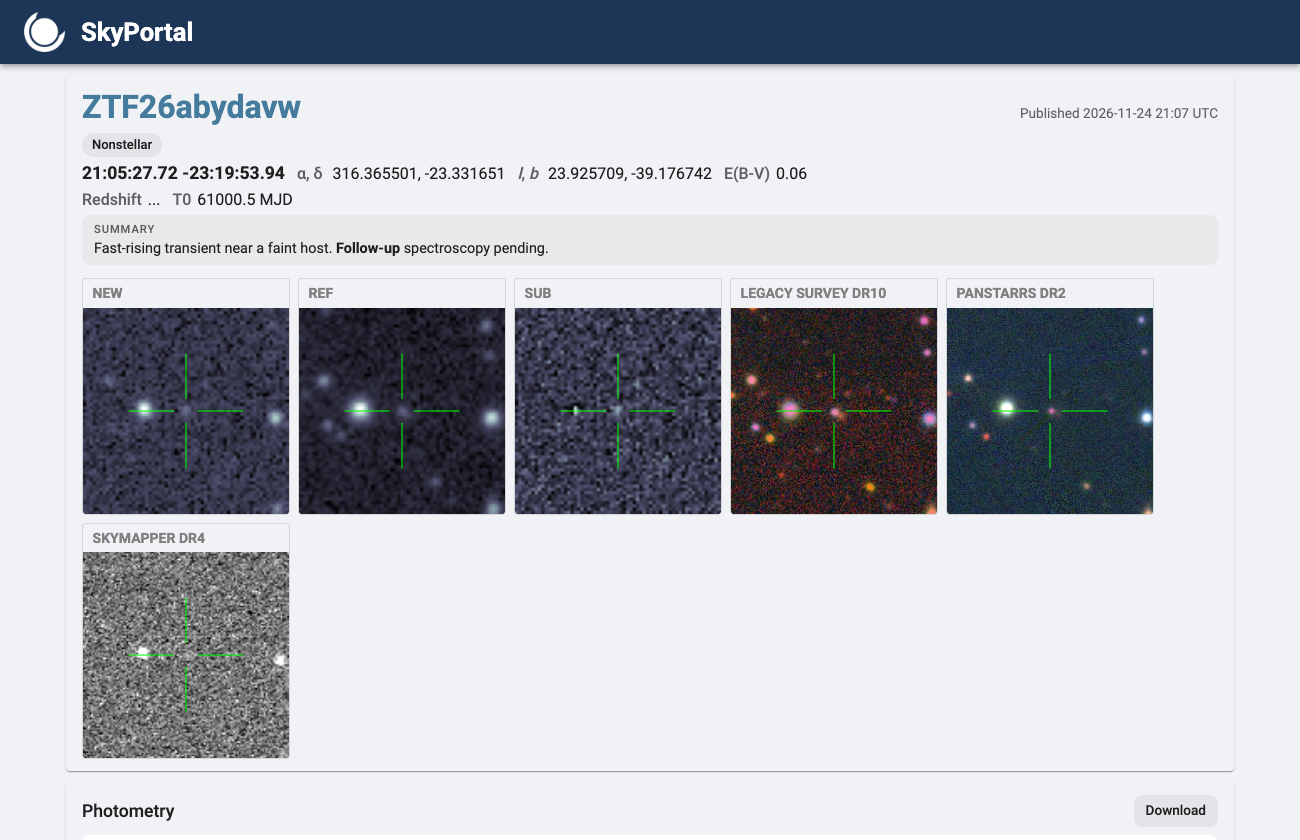 SkyPortal
ZTF26abydavw
Published 2026-11-24 21:07 UTC
Nonstellar
21:05:27.72 -23:19:53.94 α, δ 316.365501, -23.331651 l, b 23.925709, -39.176742 E(B-V) 0.06
Redshift ... T0 61000.5 MJD
SUMMARY
Fast-rising transient near a faint host. Follow-up spectroscopy pending.
NEW REF SUB LEGACY SURVEY DR10 PANSTARRS DR2
SKYMAPPER DR4
Photometry Download